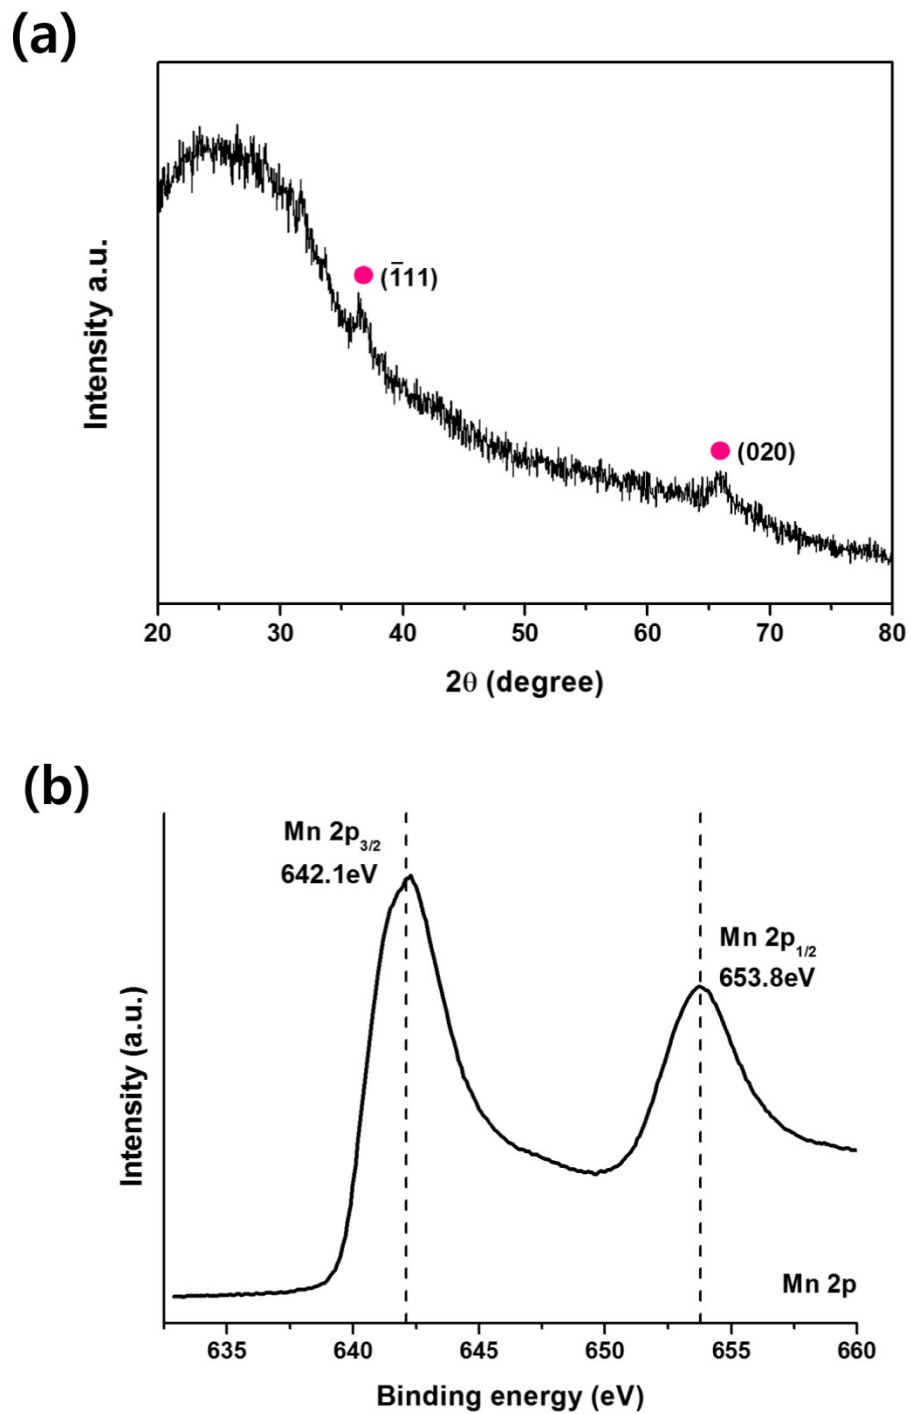 (a)
Intensity a.u.
(1̅11)
(020)
20 30 40 50 60 70 80
2θ (degree)
(b)
Mn 2p3/2
642.1eV
Mn 2p1/2
653.8eV
Intensity (a.u.)
Mn 2p
635 640 645 650 655 660
Binding energy (eV)